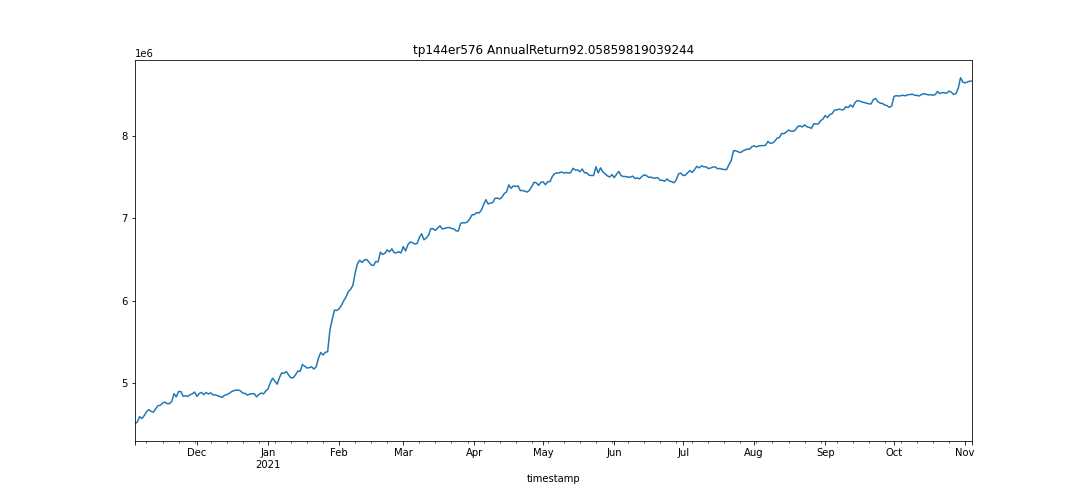 tp144er576 AnnualReturn92.05859819039244
1e6
8
7
6
5
Dec Jan Feb Mar Apr May Jun Jul Aug Sep Oct Nov
2021
timestamp